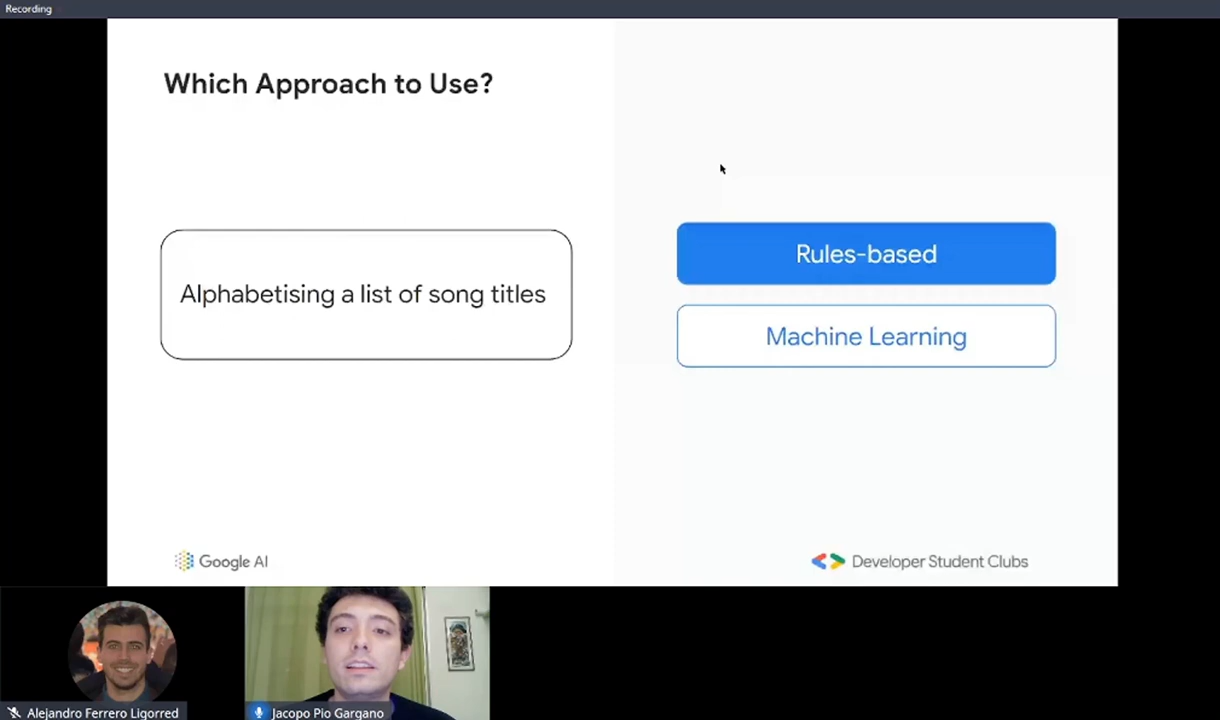 Recording
Which Approach to Use?
Alphabetising a list of song titles
Rules-based
Machine Learning
Google AI
Developer Student Clubs
Alejandro Ferrero Ligorred
Jacopo Pio Gargano